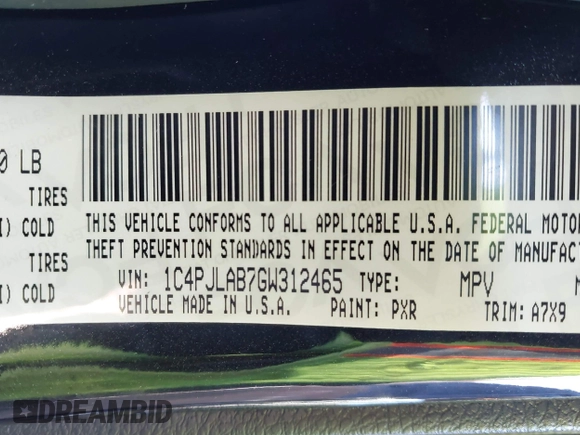 0 LB
TIRES
COLD
TIRES
COLD
THIS VEHICLE CONFORMS TO ALL APPLICABLE U.S.A. FEDERAL MOTO
THEFT PREVENTION STANDARDS IN EFFECT ON THE DATE OF MANUFAC
VIN: 1C4PJLAB7GW312465 TYPE: MPV
VEHICLE MADE IN U.S.A. PAINT: PXR TRIM: A7X9
DREAMBID